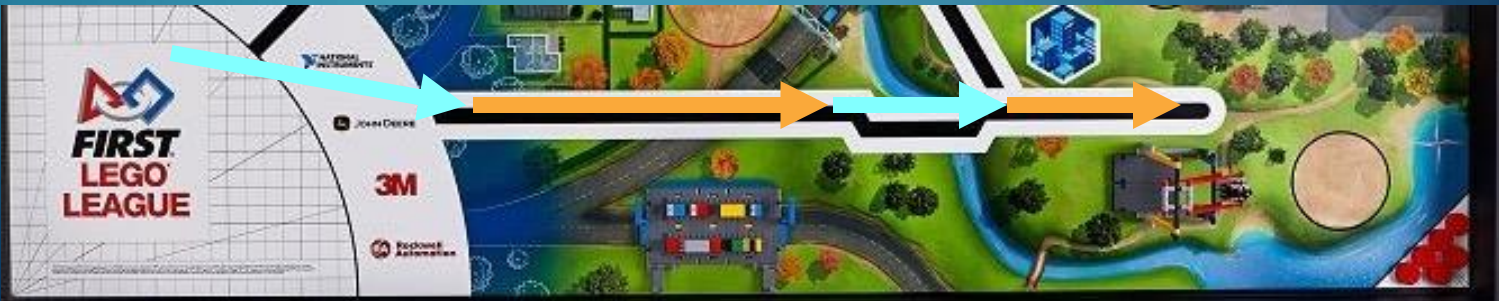 NATIONAL
INSTRUMENTS
JOHN DEERE
FIRST
LEGO
LEAGUE
3M
Rockwell
Automation